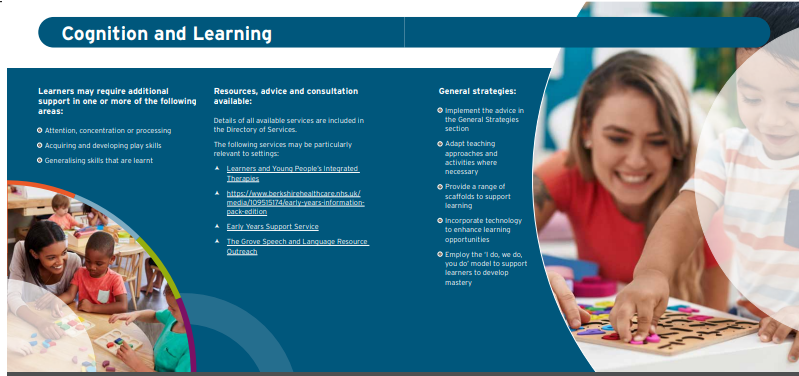 Cognition and Learning
Learners may require additional
support in one or more of the following
areas:
Attention, concentration or processing
Acquiring and developing play skills
Generalising skills that are learnt
Resources, advice and consultation
available:
Details of all available services are included in
the Directory of Services.
The following services may be particularly
relevant to settings:
Learners and Young People's Integrated
Therapies
https://www.berkshirehealthcare.nhs.uk/
media/109515174/early-years-information-
pack-edition
Early Years Support Service
The Grove Speech and Language Resource
Outreach
General strategies:
Implement the advice in
the General Strategies
section
Adapt teaching
approaches and
activities where
necessary
Provide a range of
scaffolds to support
learning
Incorporate technology
to enhance learning
opportunities
Employ the 'I do, we do,
you do' model to support
learners to develop
mastery